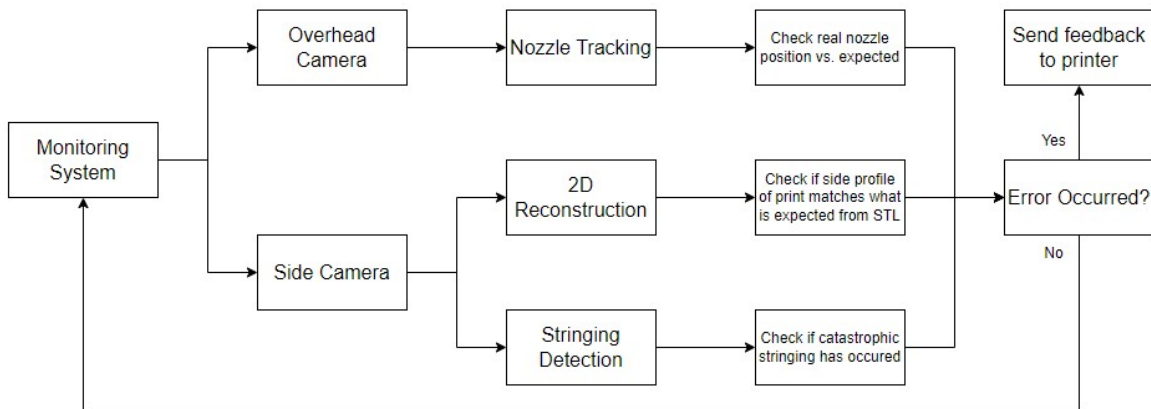 Overhead
Camera
Nozzle Tracking
Check real nozzle
position vs. expected
Send feedback
to printer
Yes
Monitoring
System
2D
Reconstruction
Check if side profile
of print matches what
is expected from STL
Error Occurred?
No
Side Camera
Stringing
Detection
Check if catastrophic
stringing has occured